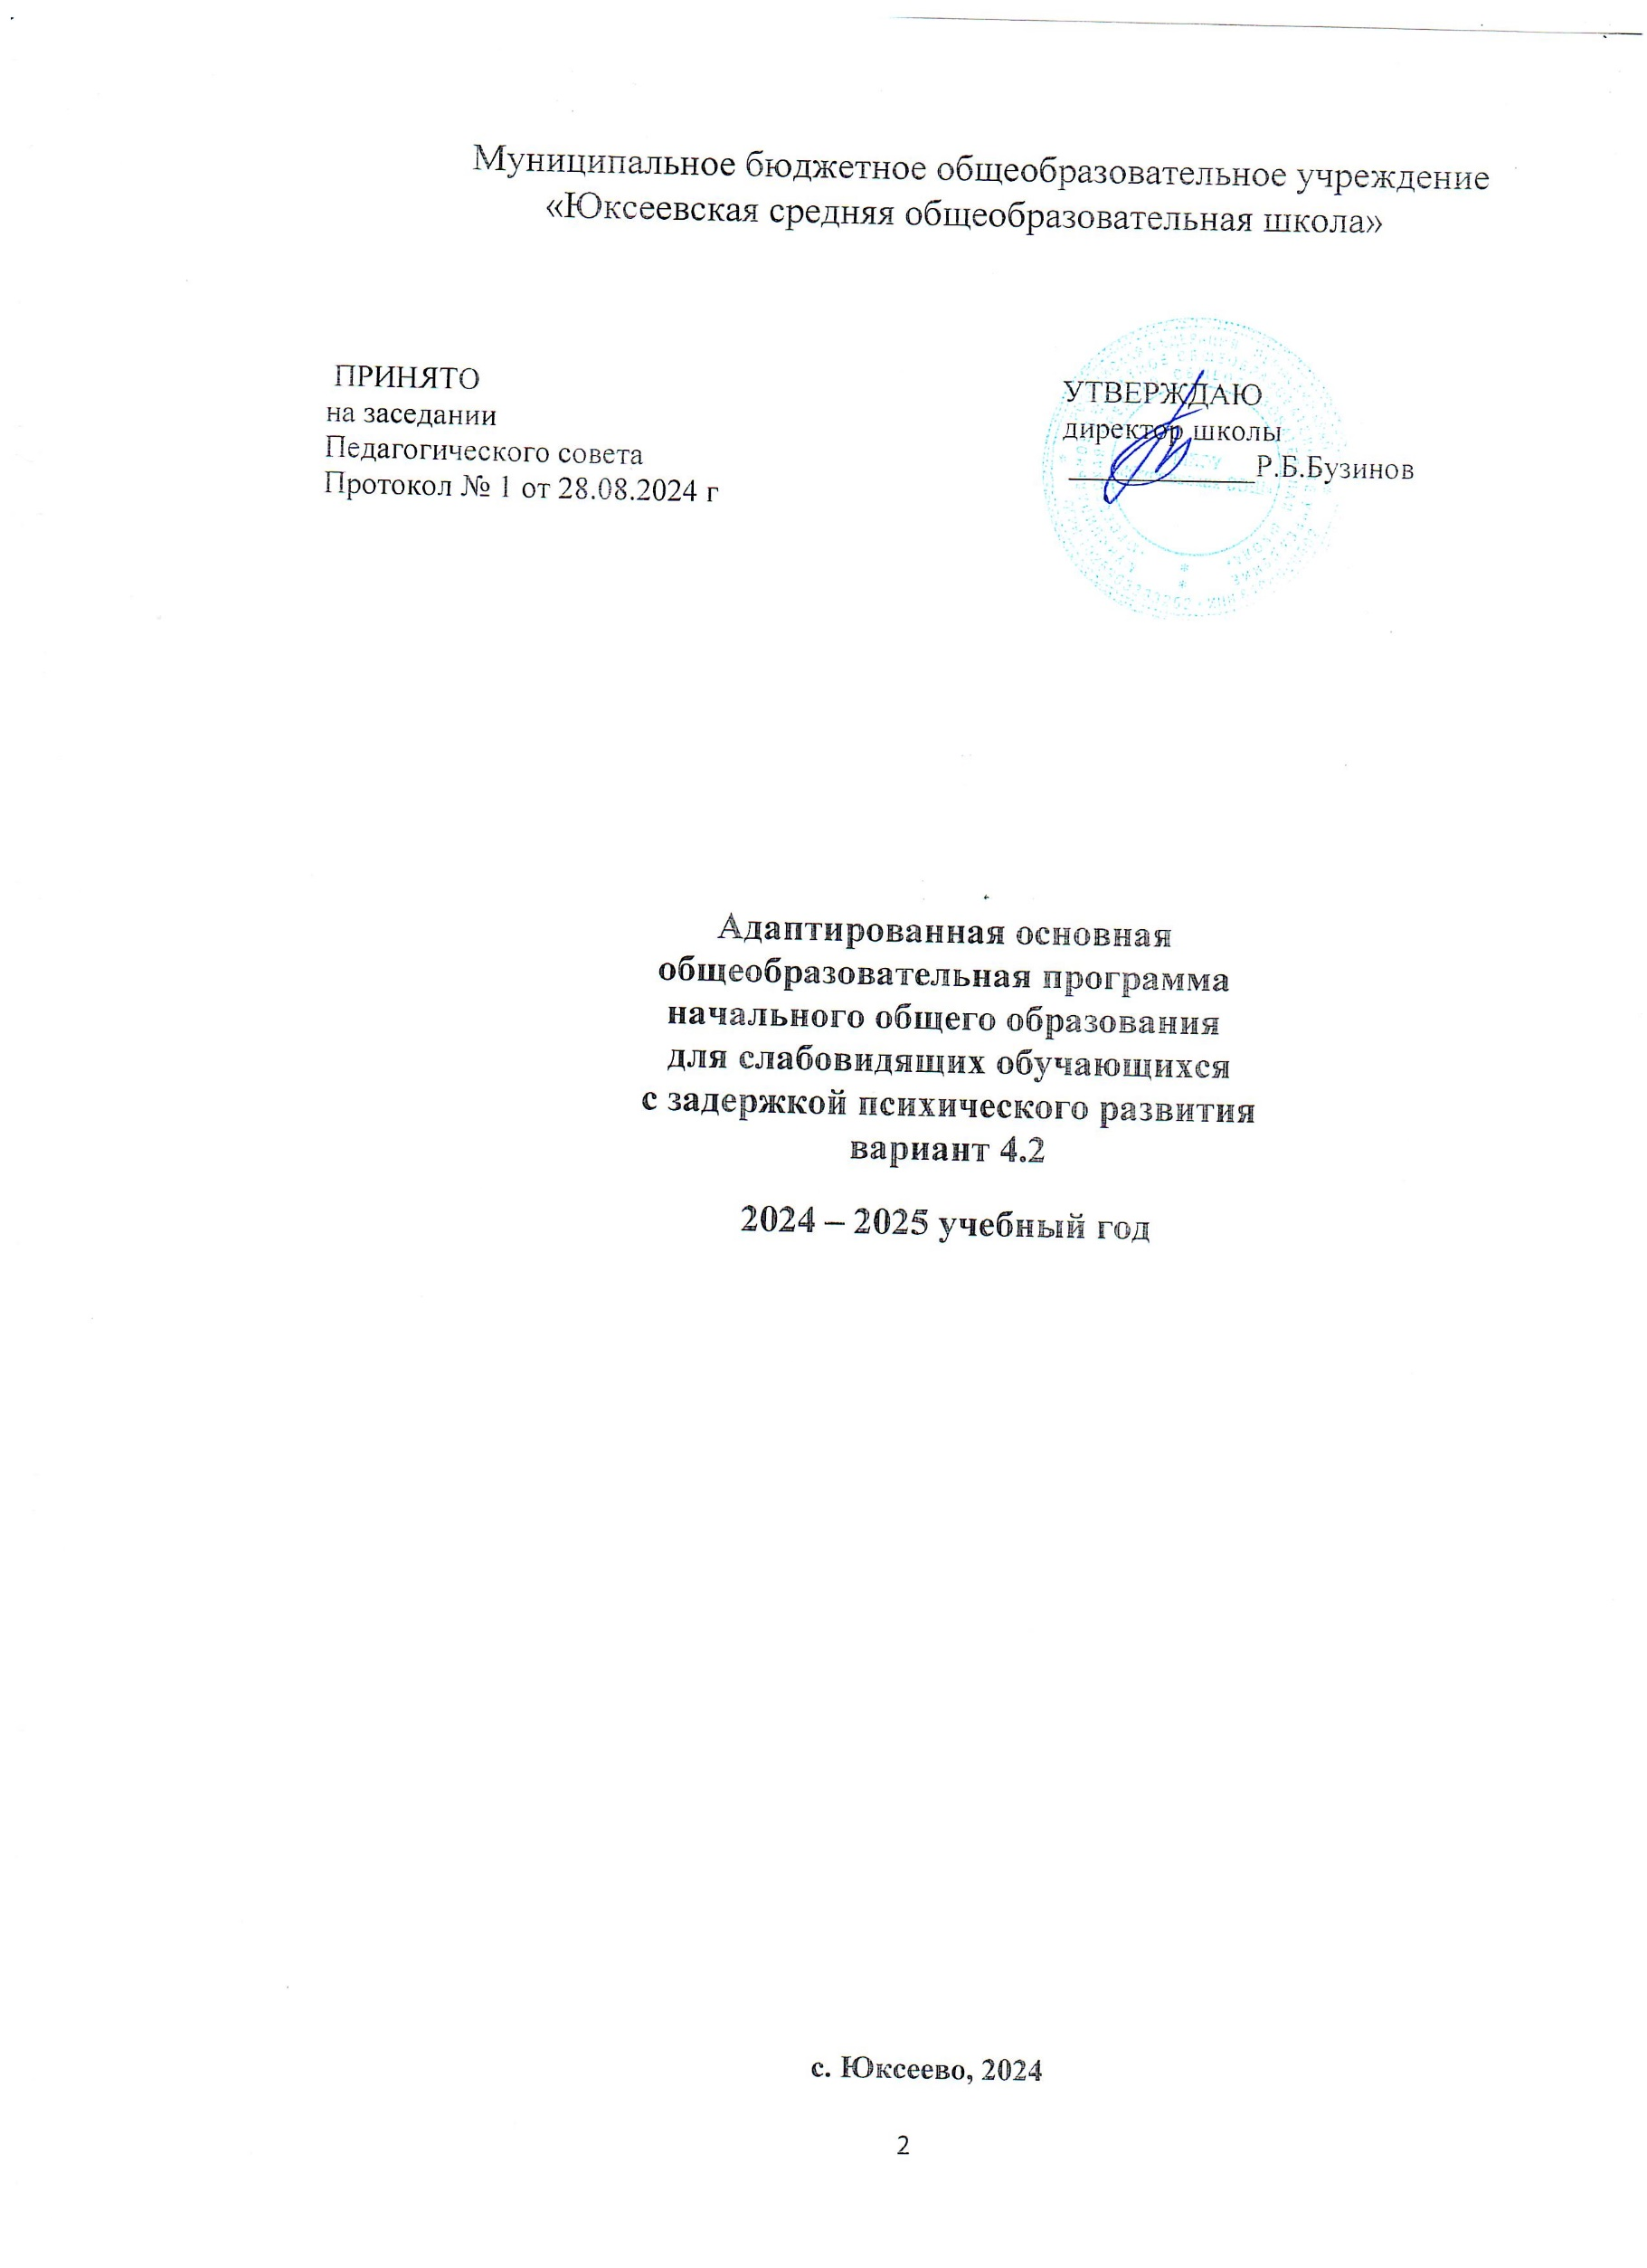 Муниципальное бюджетное общеобразовательное учреждение
«Юксеевская средняя общеобразовательная школа»
ПРИНЯТО
на заседании
Педагогического совета
Протокол № 1 от 28.08.2024 г
УТВЕРЖДАЮ
директор школы
Р.Б.Бузинов
Адаптированная основная
общеобразовательная программа
начального общего образования
для слабовидящих обучающихся
с задержкой психического развития
вариант 4.2
2024 – 2025 учебный год
с. Юксеево, 2024
2